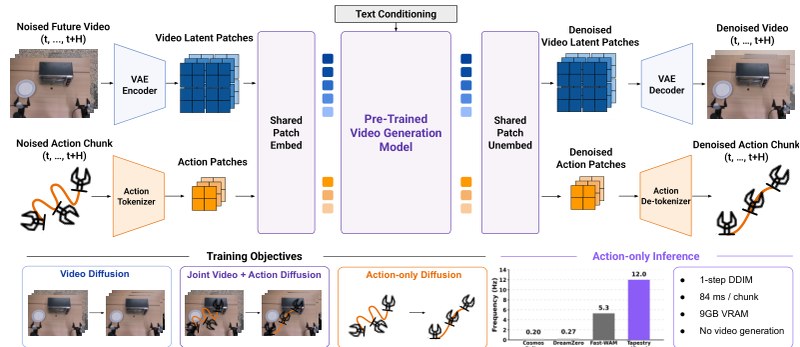 Text Conditioning
Noised Future Video
(t, ..., t+H)
Video Latent Patches
VAE
Encoder
Shared
Patch
Embed
Pre-Trained
Video Generation
Model
Shared
Patch
Unembed
Denoised
Video Latent Patches
VAE
Decoder
Denoised Video
(t, ..., t+H)
Noised Action Chunk
(t, ..., t+H)
Action
Tokenizer
Action Patches
Denoised
Action Patches
Action
De-tokenizer
Denoised Action Chunk
(t, ..., t+H)
Training Objectives
Video Diffusion
Joint Video + Action Diffusion
Action-only Diffusion
Action-only Inference
Frequency (Hz)
14
12
10
8
6
4
2
0
0.20
0.27
5.3
12.0
Cosmos
DreamZero
Fast-WAM
Tapestry
1-step DDIM
84 ms / chunk
9GB VRAM
No video generation